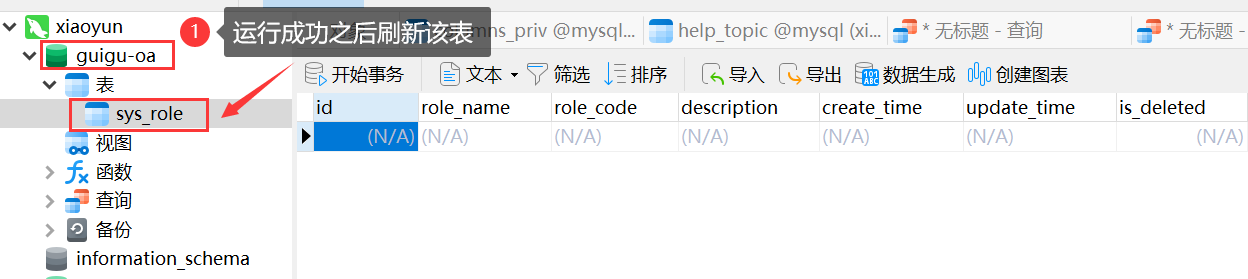 xiaoyun
1 运行成功之后刷新该表
mns_priv @mysql...
help_topic @mysql (xi...
* 无标题 - 查询
* 无标题 - 查询
guigu-oa
表
sys_role
视图
函数
查询
备份
information_schema
开始事务
文本
筛选
排序
导入
导出
数据生成
创建图表
id role_name role_code description create_time update_time is_deleted
(N/A) (N/A) (N/A) (N/A) (N/A) (N/A) (N/A)